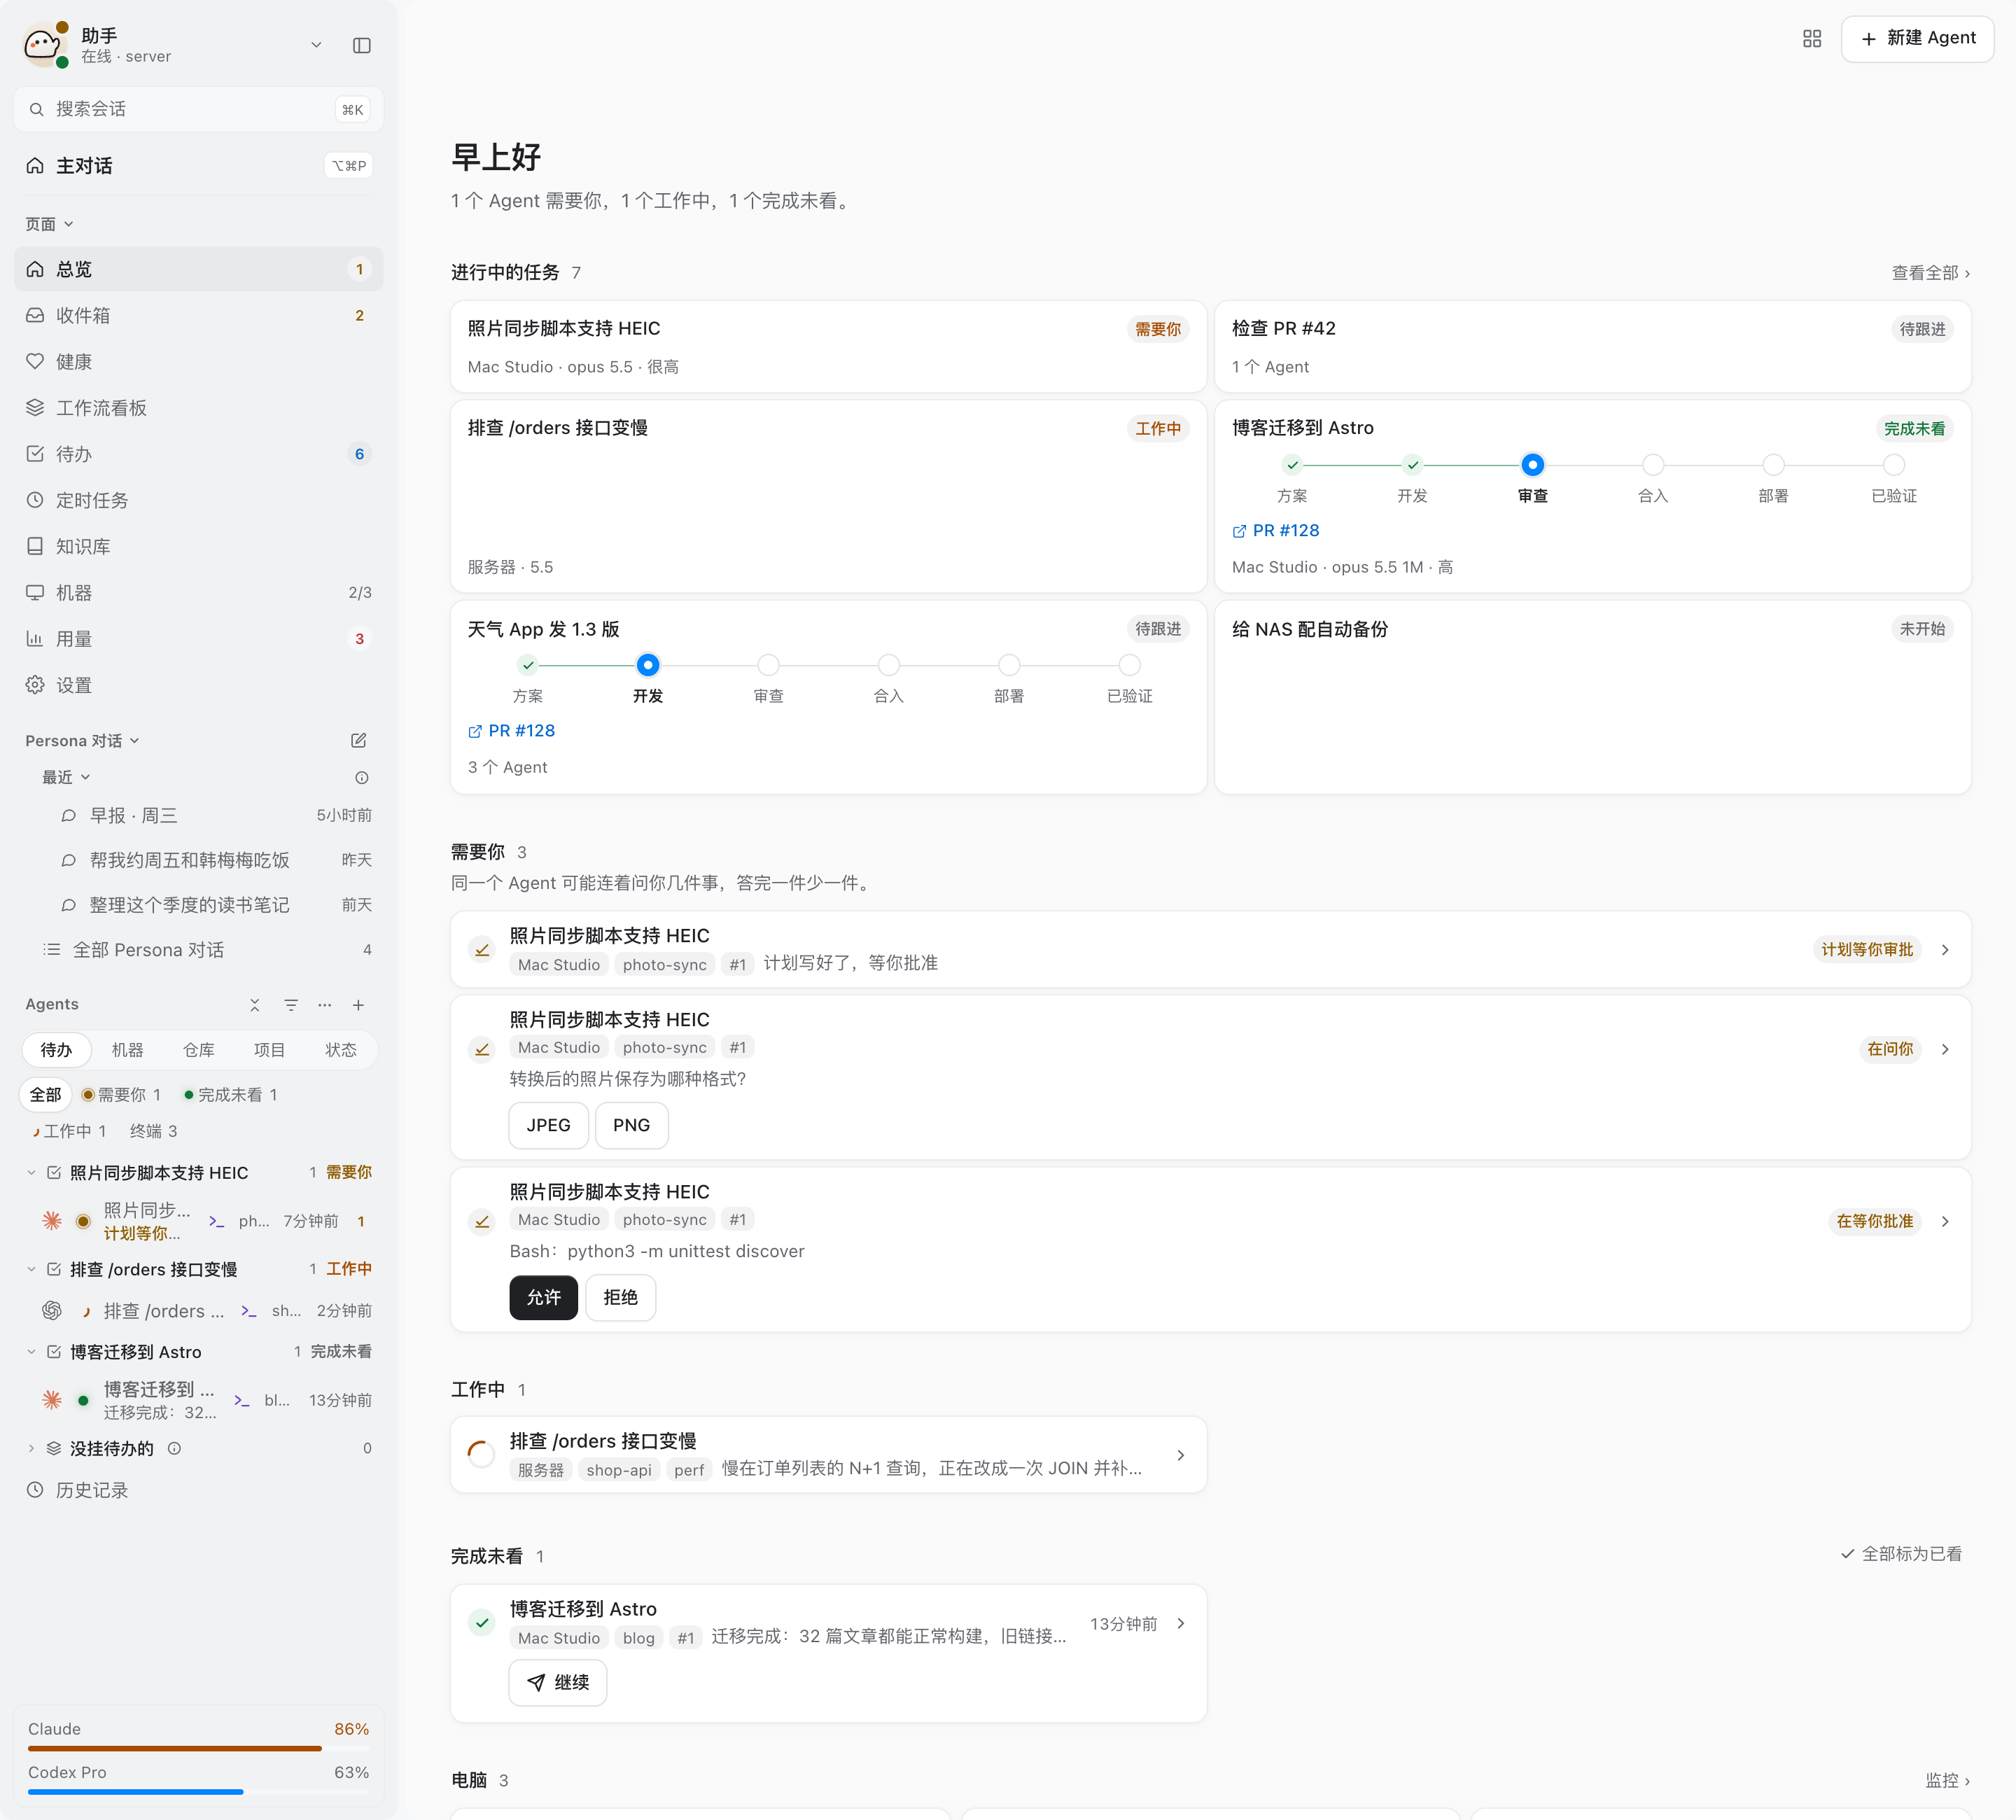 助手
在线 · server
搜索会话 ⌘K
主对话 ⌥⌘P
页面
总览 1
收件箱 2
健康
工作流看板
待办 6
定时任务
知识库
机器 2/3
用量 3
设置
Persona 对话
最近
早报 · 周三 5小时前
帮我约周五和韩梅梅吃饭 昨天
整理这个季度的读书笔记 前天
全部 Persona 对话 4
Agents
待办 机器 仓库 项目 状态
全部 需要你 1 完成未看 1
工作中 1 终端 3
照片同步脚本支持 HEIC 1 需要你
照片同步... ph... 7分钟前 1
计划等你...
排查 /orders 接口变慢 1 工作中
排查 /orders ... sh... 2分钟前
博客迁移到 Astro 1 完成未看
博客迁移到 ... bl... 13分钟前
迁移完成：32...
没挂待办的 0
历史记录
Claude 86%
Codex Pro 63%
新建 Agent
早上好
1 个 Agent 需要你，1 个工作中，1 个完成未看。
进行中的任务 7 查看全部 ›
照片同步脚本支持 HEIC 需要你
Mac Studio · opus 5.5 · 很高
检查 PR #42 待跟进
1 个 Agent
排查 /orders 接口变慢 工作中
服务器 · 5.5
博客迁移到 Astro 完成未看
方案 开发 审查 合入 部署 已验证
PR #128
Mac Studio · opus 5.5 1M · 高
天气 App 发 1.3 版 待跟进
方案 开发 审查 合入 部署 已验证
PR #128
3 个 Agent
给 NAS 配自动备份 未开始
需要你 3
同一个 Agent 可能连着问你几件事，答完一件少一件。
照片同步脚本支持 HEIC
Mac Studio photo-sync #1 计划写好了，等你批准 计划等你审批
照片同步脚本支持 HEIC
Mac Studio photo-sync #1 在问你
转换后的照片保存为哪种格式？
JPEG PNG
照片同步脚本支持 HEIC
Mac Studio photo-sync #1 在等你批准
Bash：python3 -m unittest discover
允许 拒绝
工作中 1
排查 /orders 接口变慢
服务器 shop-api perf 慢在订单列表的 N+1 查询，正在改成一次 JOIN 并补...
完成未看 1 全部标为已看
博客迁移到 Astro
Mac Studio blog #1 迁移完成：32 篇文章都能正常构建，旧链接... 13分钟前
继续
电脑 3 监控 ›